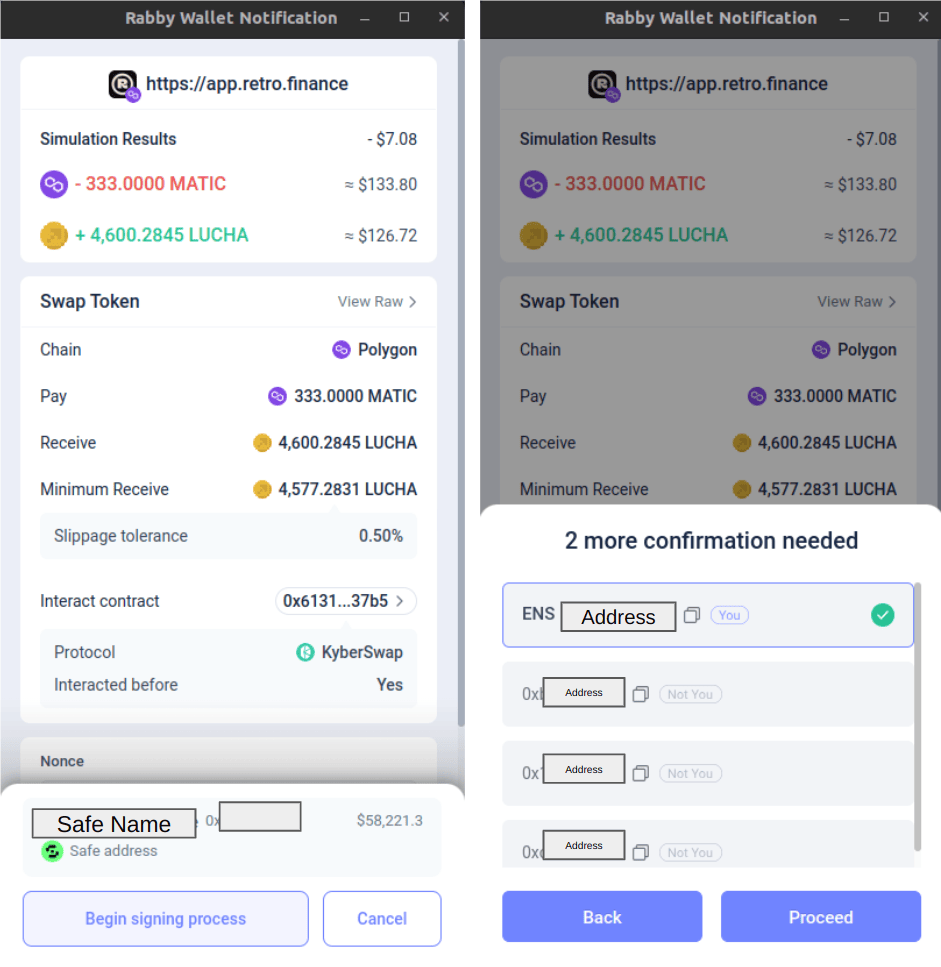 Rabby Wallet Notification
https://app.retro.finance
Simulation Results - $7.08
- 333.0000 MATIC ≈ $133.80
+ 4,600.2845 LUCHA ≈ $126.72
Swap Token View Raw >
Chain Polygon
Pay 333.0000 MATIC
Receive 4,600.2845 LUCHA
Minimum Receive 4,577.2831 LUCHA
Slippage tolerance 0.50%
Interact contract 0x6131...37b5 >
Protocol KyberSwap
Interacted before Yes
Nonce
Safe Name 0x $58,221.3
Safe address
Begin signing process Cancel
Rabby Wallet Notification
https://app.retro.finance
Simulation Results - $7.08
- 333.0000 MATIC ≈ $133.80
+ 4,600.2845 LUCHA ≈ $126.72
Swap Token View Raw >
Chain Polygon
Pay 333.0000 MATIC
Receive 4,600.2845 LUCHA
Minimum Receive 4,577.2831 LUCHA
2 more confirmation needed
ENS Address You
Address Not You
Address Not You
Address Not You
Back Proceed